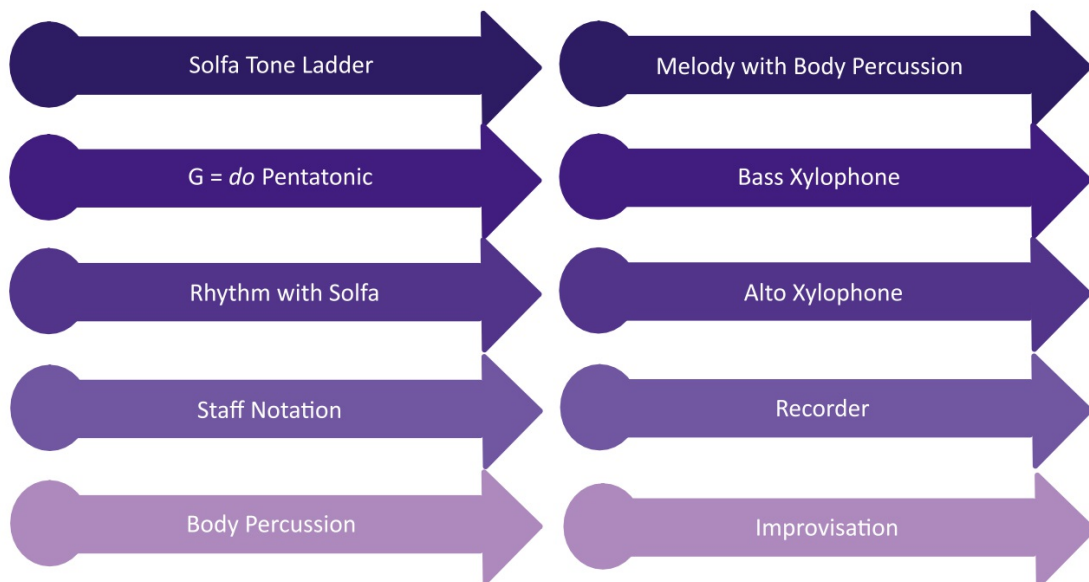 Solfa Tone Ladder
G = do Pentatonic
Rhythm with Solfa
Staff Notation
Body Percussion
Melody with Body Percussion
Bass Xylophone
Alto Xylophone
Recorder
Improvisation